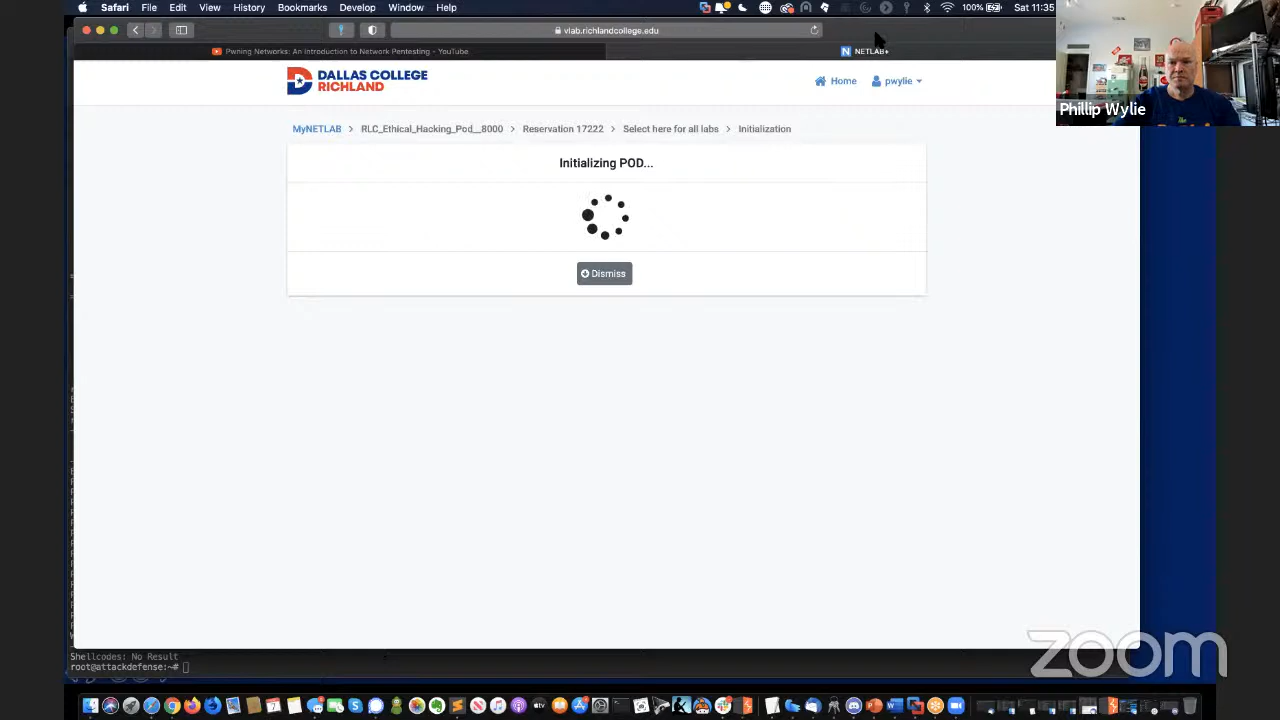 Safari File Edit View History Bookmarks Develop Window Help 100% Sat 11:35
vlab.richlandcollege.edu
Pwning Networks: An Introduction to Network Pentesting - YouTube NETLAB+
DALLAS COLLEGE
RICHLAND
Home pwylie
Phillip Wylie
MyNETLAB > RLC_Ethical_Hacking_Pod__8000 > Reservation 17222 > Select here for all labs > Initialization
Initializing POD...
Dismiss
Shellcodes: No Result
root@attackdefense:~#
zoom